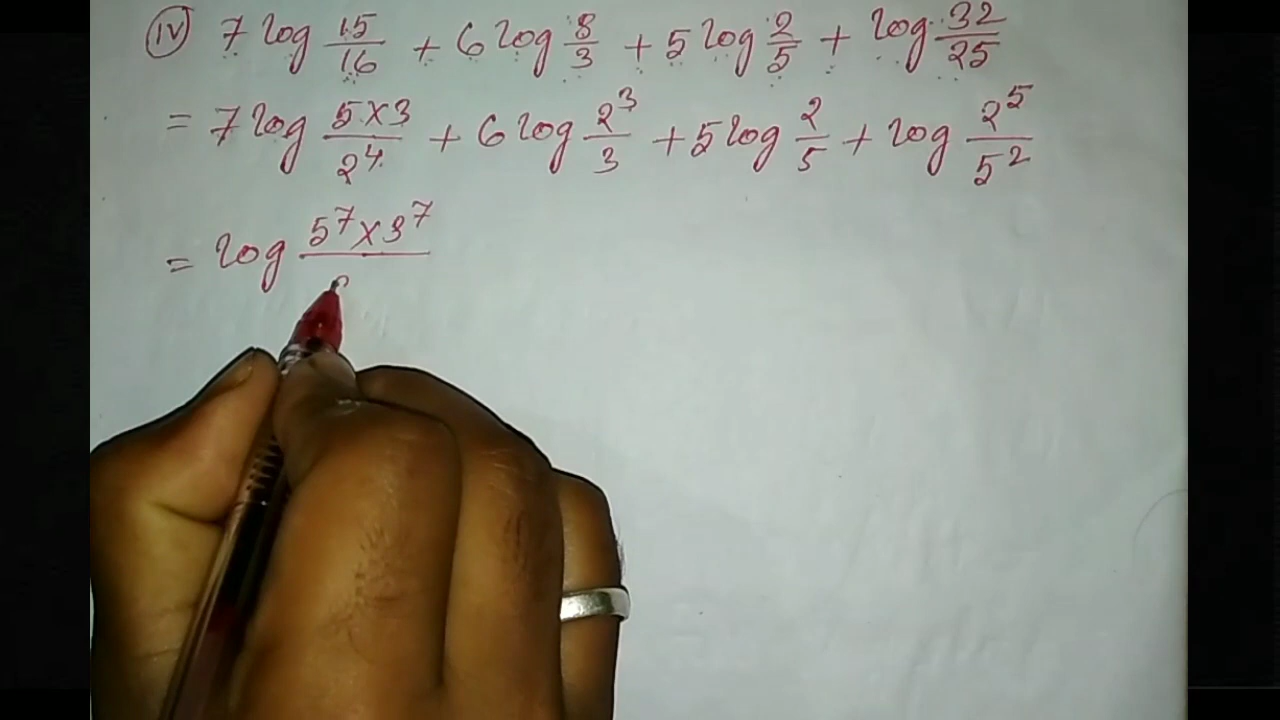 (iv) 7 log 15/16 + 6 log 8/3 + 5 log 2/5 + log 32/25
= 7 log 5×3/2⁴ + 6 log 2³/3 + 5 log 2/5 + log 2⁵/5²
= log 5⁷×3⁷/